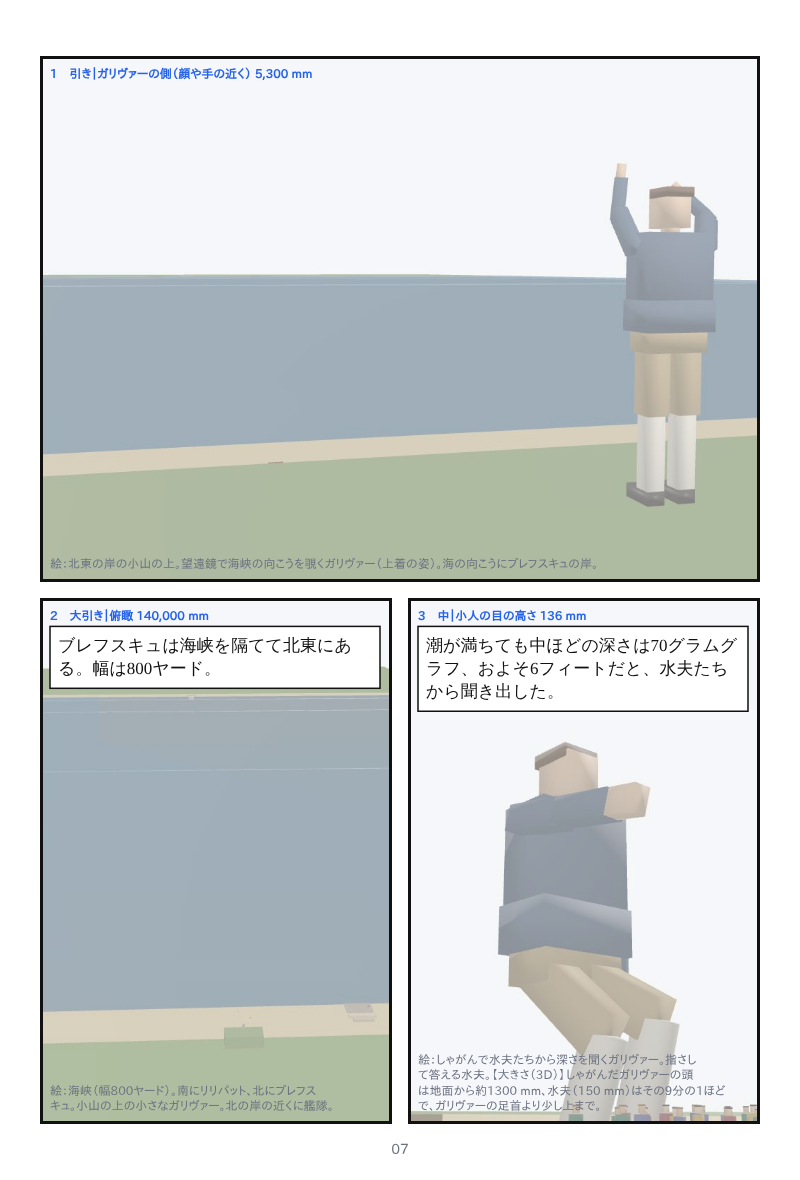 1 引き|ガリヴァーの側(顔や手の近く) 5,300 mm
絵:北東の岸の小山の上。望遠鏡で海峡の向こうを覗くガリヴァー(上着の姿)。海の向こうにブレフスキュの岸。
2 大引き|俯瞰 140,000 mm
ブレフスキュは海峡を隔てて北東にあ
る。幅は800ヤード。
絵:海峡(幅800ヤード)。南にリリパット、北にブレフス
キュ。小山の上の小さなガリヴァー。北の岸の近くに艦隊。
3 中|小人の目の高さ 136 mm
潮が満ちても中ほどの深さは70グラムグ
ラフ、およそ6フィートだと、水夫たち
から聞き出した。
絵:しゃがんで水夫たちから深さを聞くガリヴァー。指さし
て答える水夫。【大きさ(3D)】しゃがんだガリヴァーの頭
は地面から約1300 mm、水夫(150 mm)はその9分の1ほど
で、ガリヴァーの足首より少し上まで。
07